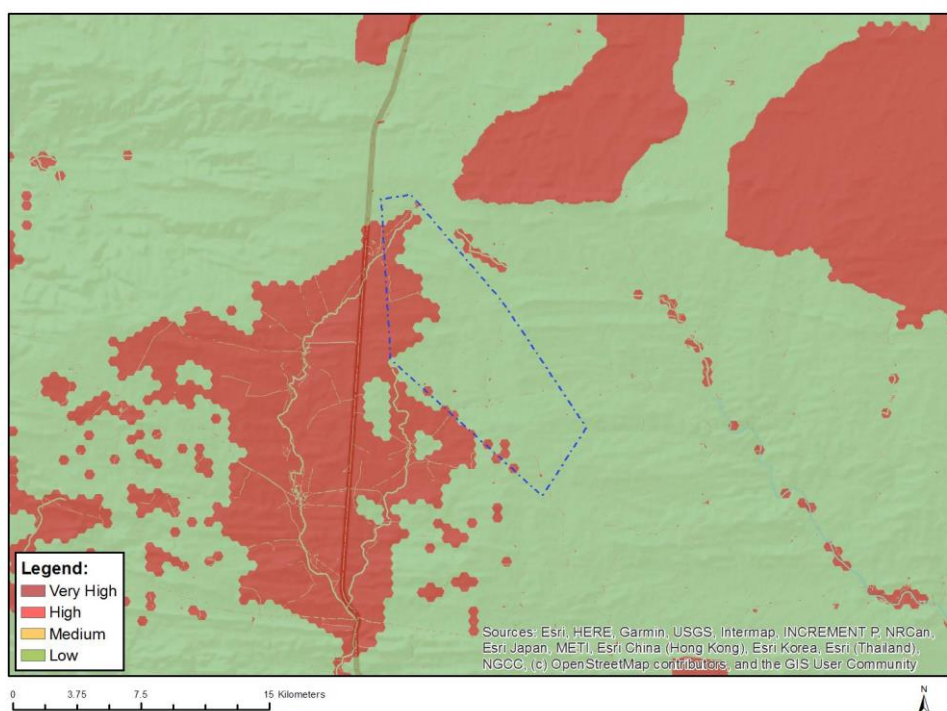 Legend:
Very High
High
Medium
Low
Sources: Esri, HERE, Garmin, USGS, Intermap, INCREMENT P, NRCan,
Esri Japan, METI, Esri China (Hong Kong), Esri Korea, Esri (Thailand),
NGCC, (c) OpenStreetMap contributors, and the GIS User Community
0 3.75 7.5 15 Kilometers
N